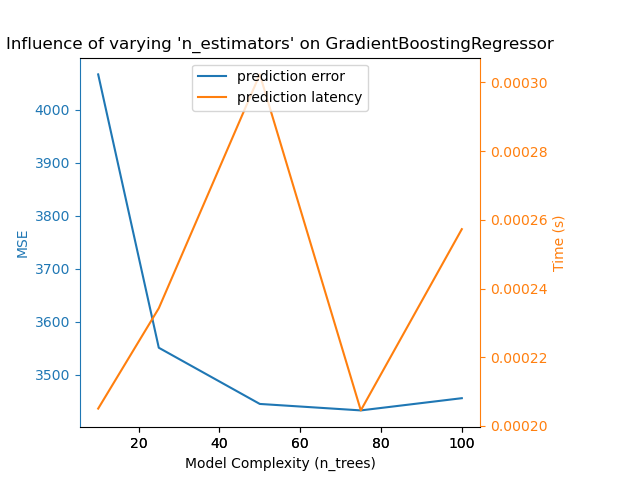 Influence of varying 'n_estimators' on GradientBoostingRegressor
prediction error
prediction latency
4000
3900
3800
3700
3600
3500
MSE
0.00030
0.00028
0.00026
0.00024
0.00022
0.00020
Time (s)
20 40 60 80 100
Model Complexity (n_trees)